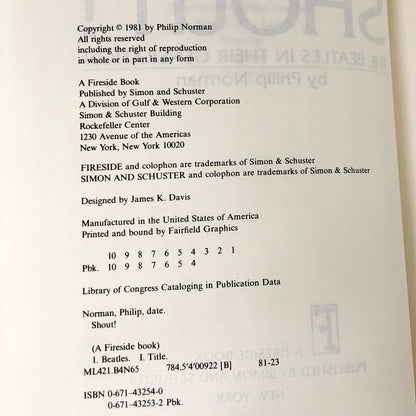 Copyright © 1981 by Philip Norman
All rights reserved
including the right of reproduction
in whole or in part in any form
A Fireside Book
Published by Simon and Schuster
A Division of Gulf & Western Corporation
Simon & Schuster Building
Rockefeller Center
1230 Avenue of the Americas
New York, New York 10020
FIRESIDE and colophon are trademarks of Simon & Schuster
SIMON AND SCHUSTER and colophon are trademarks of Simon & Schuster
Designed by James K. Davis
Manufactured in the United States of America
Printed and bound by Fairfield Graphics
10 9 8 7 6 5 4 3 2 1
Pbk. 10 9 8 7 6 5 4
Library of Congress Cataloging in Publication Data
Norman, Philip, date.
Shout!
(A Fireside book)
1. Beatles. I. Title.
ML421.B4N65 784.5'4'00922 [B] 81-23
ISBN 0-671-43254-0
0-671-43253-2 Pbk.